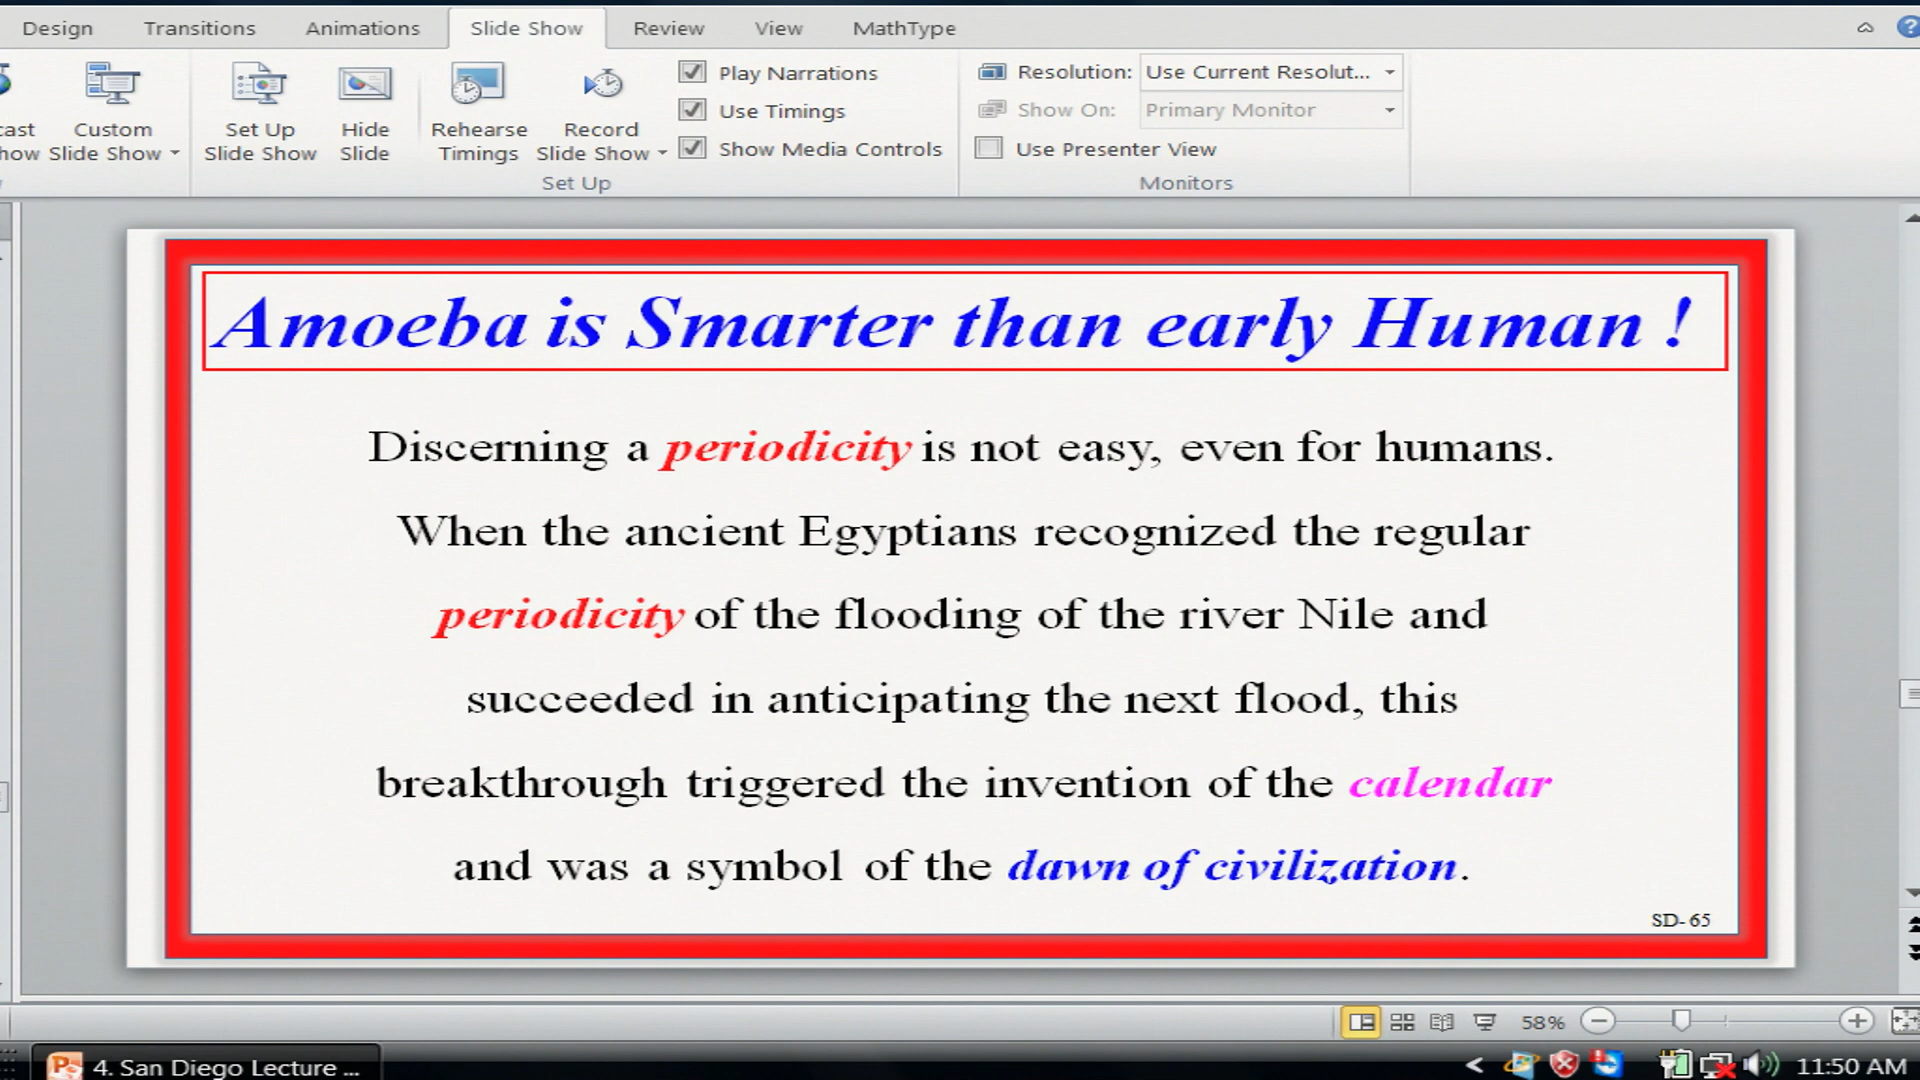 Design Transitions Animations Slide Show Review View MathType
Custom Slide Show
Set Up Slide Show
Hide Slide
Rehearse Timings
Record Slide Show
Play Narrations
Use Timings
Show Media Controls
Set Up
Resolution: Use Current Resolut...
Show On: Primary Monitor
Use Presenter View
Monitors
Amoeba is Smarter than early Human !
Discerning a periodicity is not easy, even for humans.
When the ancient Egyptians recognized the regular
periodicity of the flooding of the river Nile and
succeeded in anticipating the next flood, this
breakthrough triggered the invention of the calendar
and was a symbol of the dawn of civilization.
SD- 65
58%
4. San Diego Lecture ...
11:50 AM